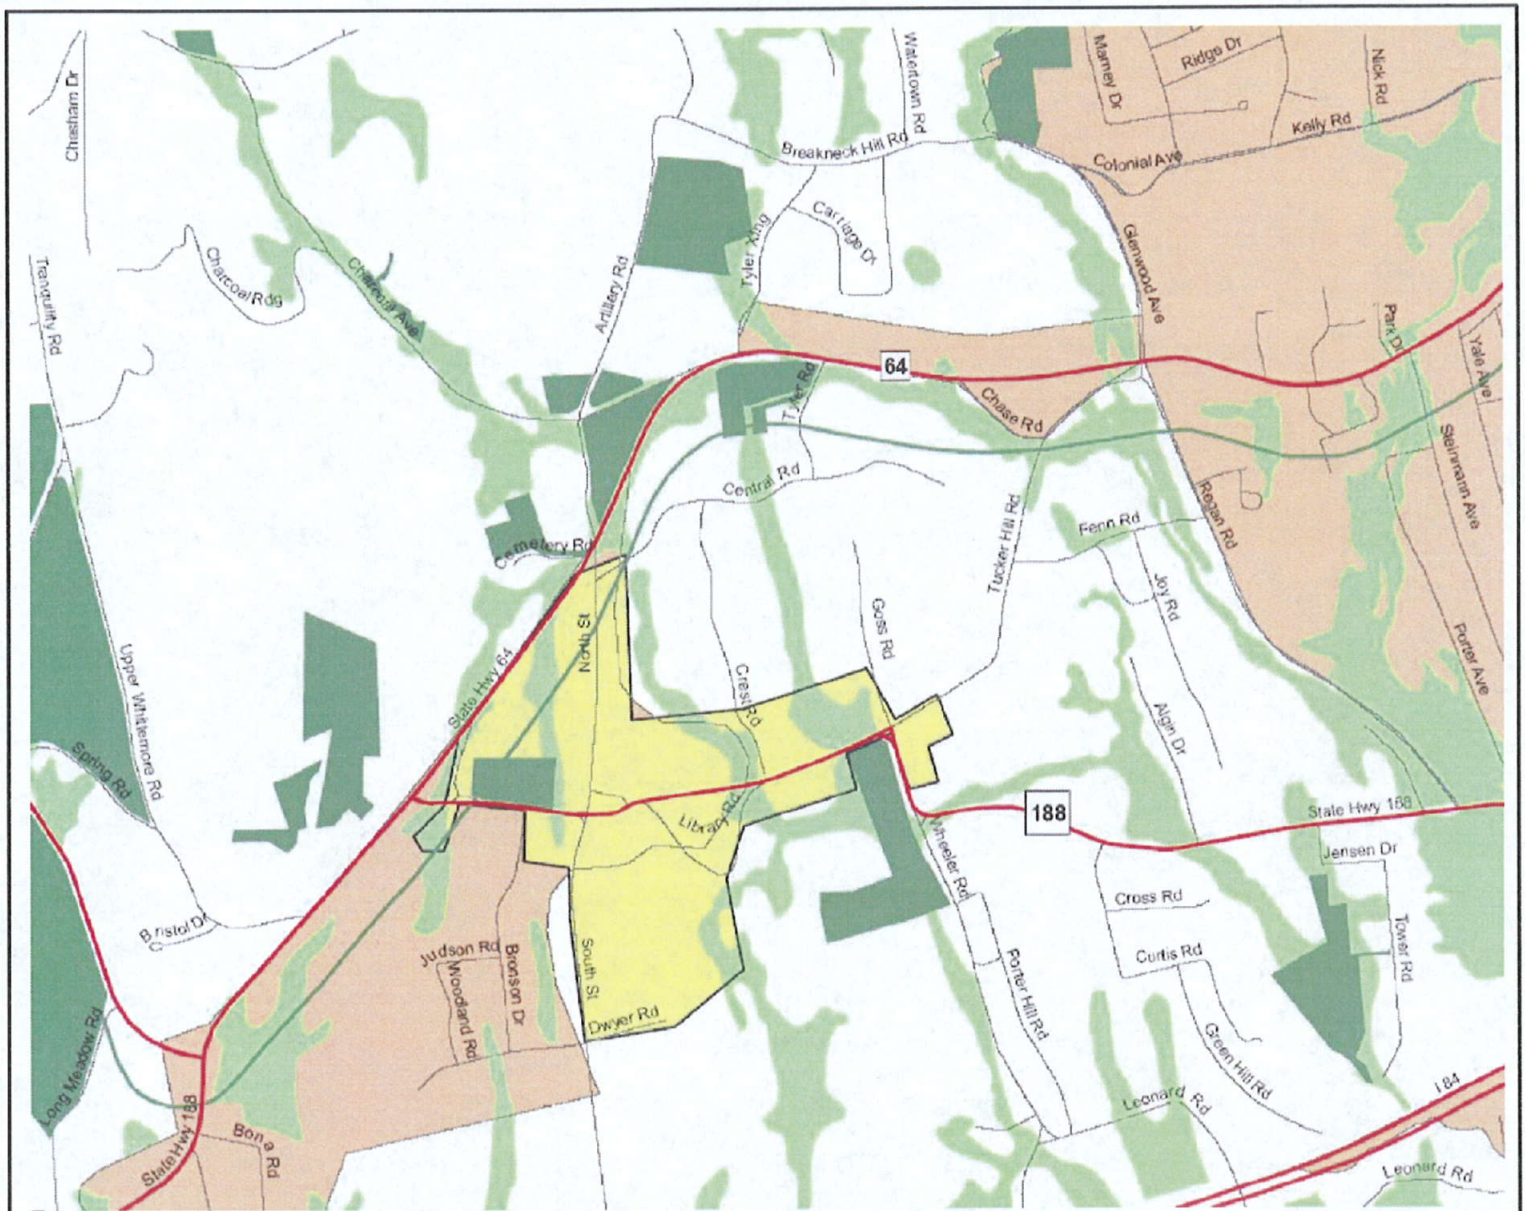 Chasham Dr
Watertown Rd
Marney Dr
Ridge Dr
Nick Rd
Kelly Rd
Breakneck Hill Rd
Colonial Ave
Carriage Dr
Tyler Xing
Glenwood Ave
Charcoal Rdg
Charcoal Ave
Artillery Rd
Tranquility Rd
Park Dr
Yale Ave
64
Tyler Rd
Chase Rd
Central Rd
Steinmann Ave
Regan Rd
Fenn Rd
Tucker Hill Rd
Cemetery Rd
Joy Rd
Goss Rd
North St
Upper Whittemore Rd
State Hwy 64
Crest Rd
Porter Ave
Algin Dr
Spring Rd
Library Rd
188
State Hwy 188
Wheeler Rd
Jensen Dr
Cross Rd
Bristol Dr
Judson Rd
Bronson Dr
Woodland Rd
South St
Curtis Rd
Tower Rd
Porter Hill Rd
Dwyer Rd
Long Meadow Rd
Green Hill Rd
Leonard Rd
I 84
State Hwy 188
Bona Rd
Leonard Rd